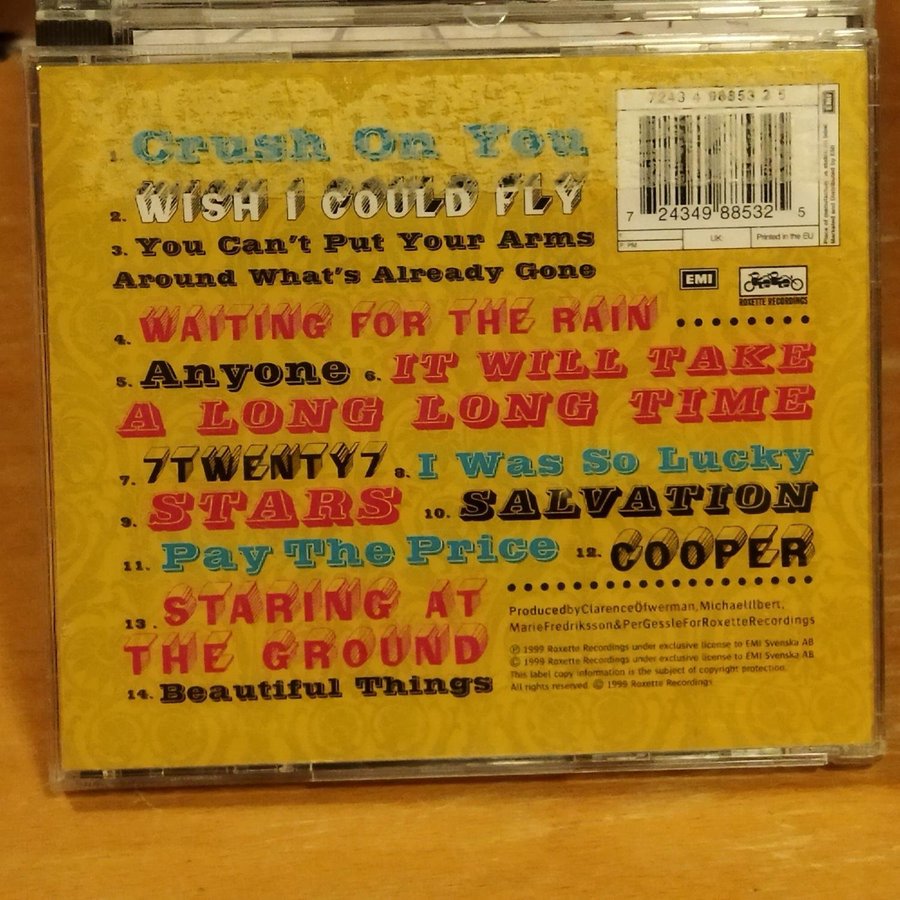 7243 4 98853 2 5
EMI
1. Crush On You
2. WISH I COULD FLY
7 24349 88532 5
UK:
Printed in the EU
3. You Can't Put Your Arms
Around What's Already Gone
EMI
ROXETTE RECORDINGS
4. WAITING FOR THE RAIN
5. Anyone 6. IT WILL TAKE
A LONG LONG TIME
7. 7TWENTY7 8. I Was So Lucky
9. STARS 10. SALVATION
11. Pay The Price 12. COOPER
13. STARING AT
THE GROUND
14. Beautiful Things
Produced by Clarence Öfwerman, Michael Ilbert,
Marie Fredriksson & Per Gessle For Roxette Recordings
℗ 1999 Roxette Recordings under exclusive license to EMI Svenska AB
© 1999 Roxette Recordings under exclusive license to EMI Svenska AB
This label copy information is the subject of copyright protection.
All rights reserved. © 1999 Roxette Recordings